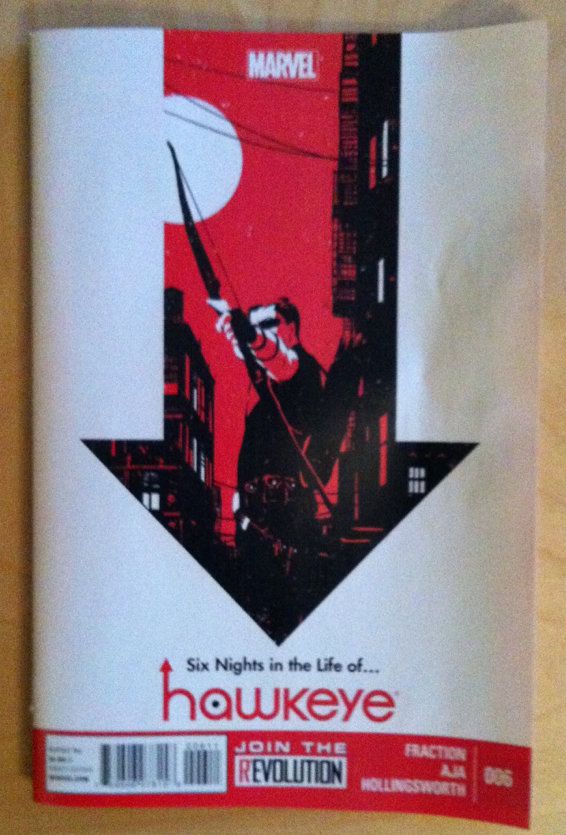 MARVEL
Six Nights in the Life of...
hawkeye
JOIN THE
REVOLUTION
FRACTION
AJA
HOLLINGSWORTH
006